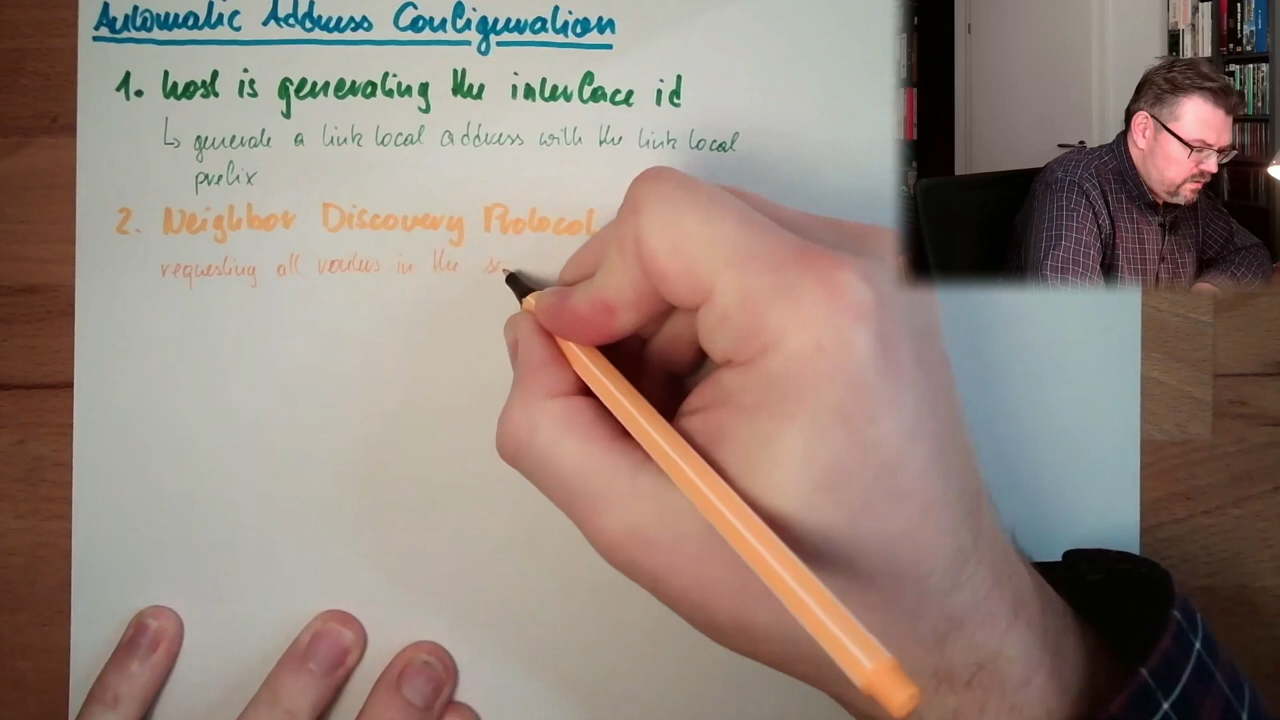 Automatic Address Configuration
1. host is generating the interface id
↳ generate a link local address with the link local
prefix
2. Neighbor Discovery Protocol
requesting all routers in the